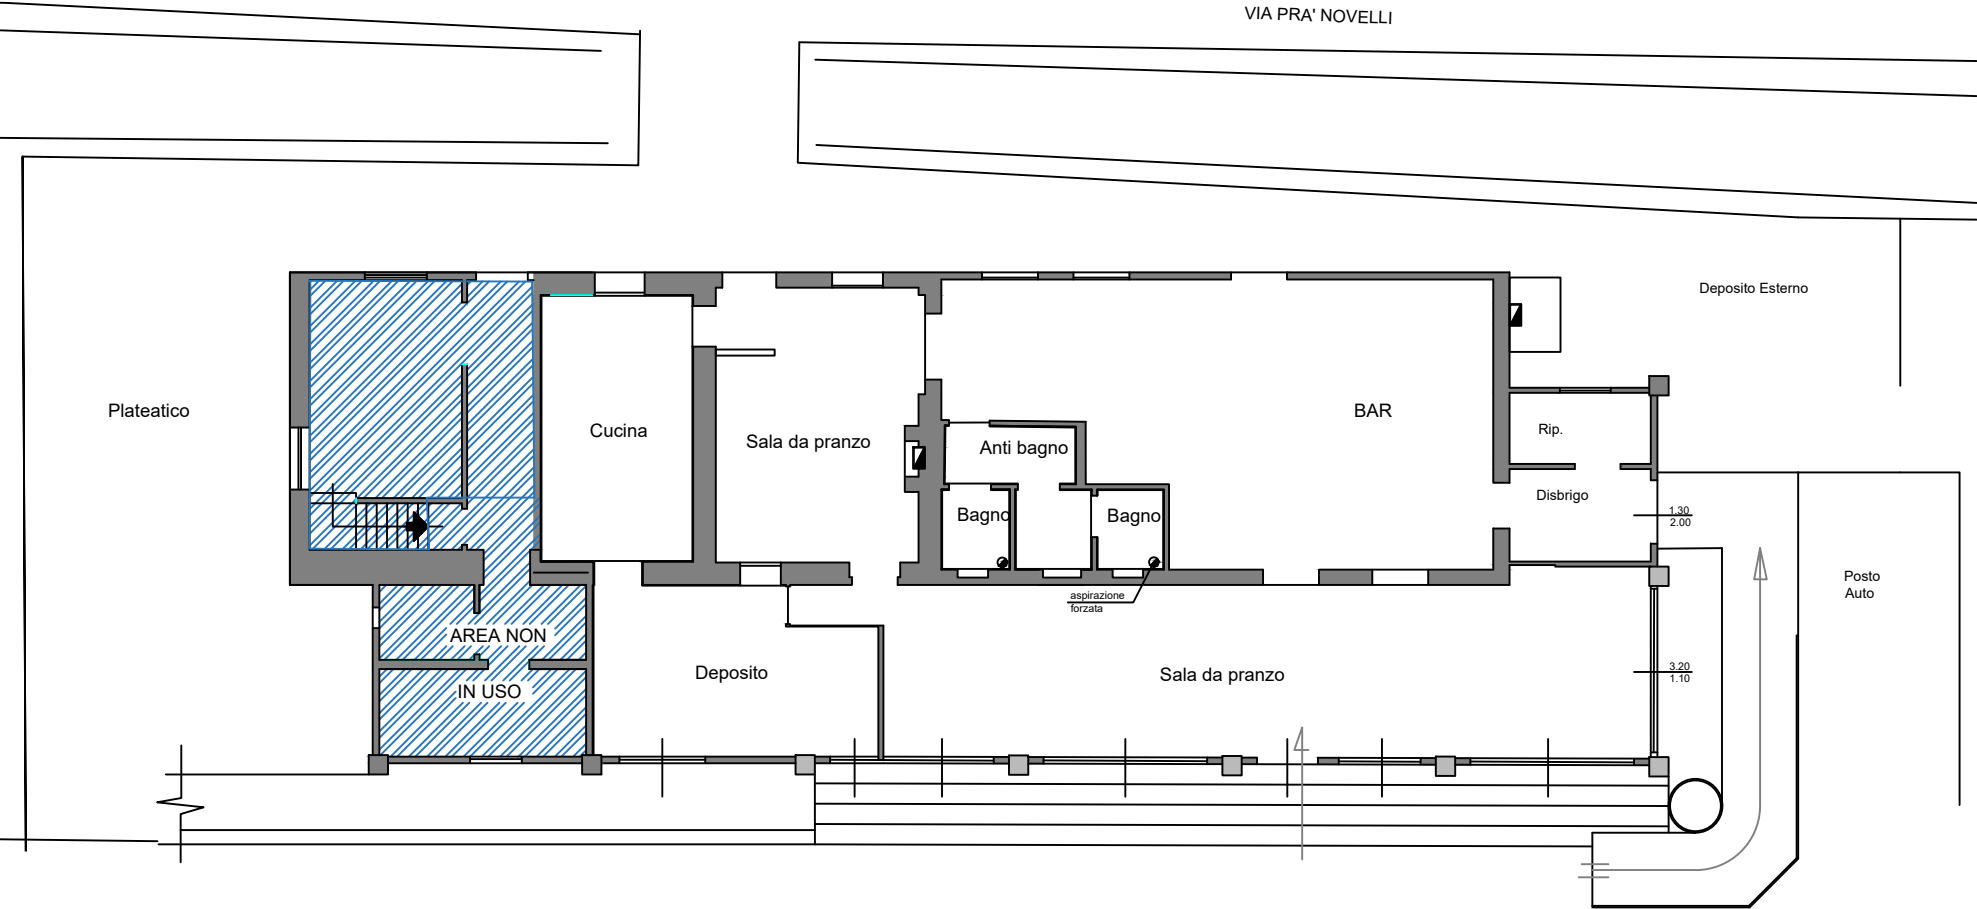 VIA PRA' NOVELLI
Deposito Esterno
Plateatico
Cucina
Sala da pranzo
BAR
Anti bagno
Rip.
Disbrigo
Bagno
Bagno
1.30
2.00
aspirazione
forzata
Posto
Auto
AREA NON
IN USO
Deposito
Sala da pranzo
3.20
1.10